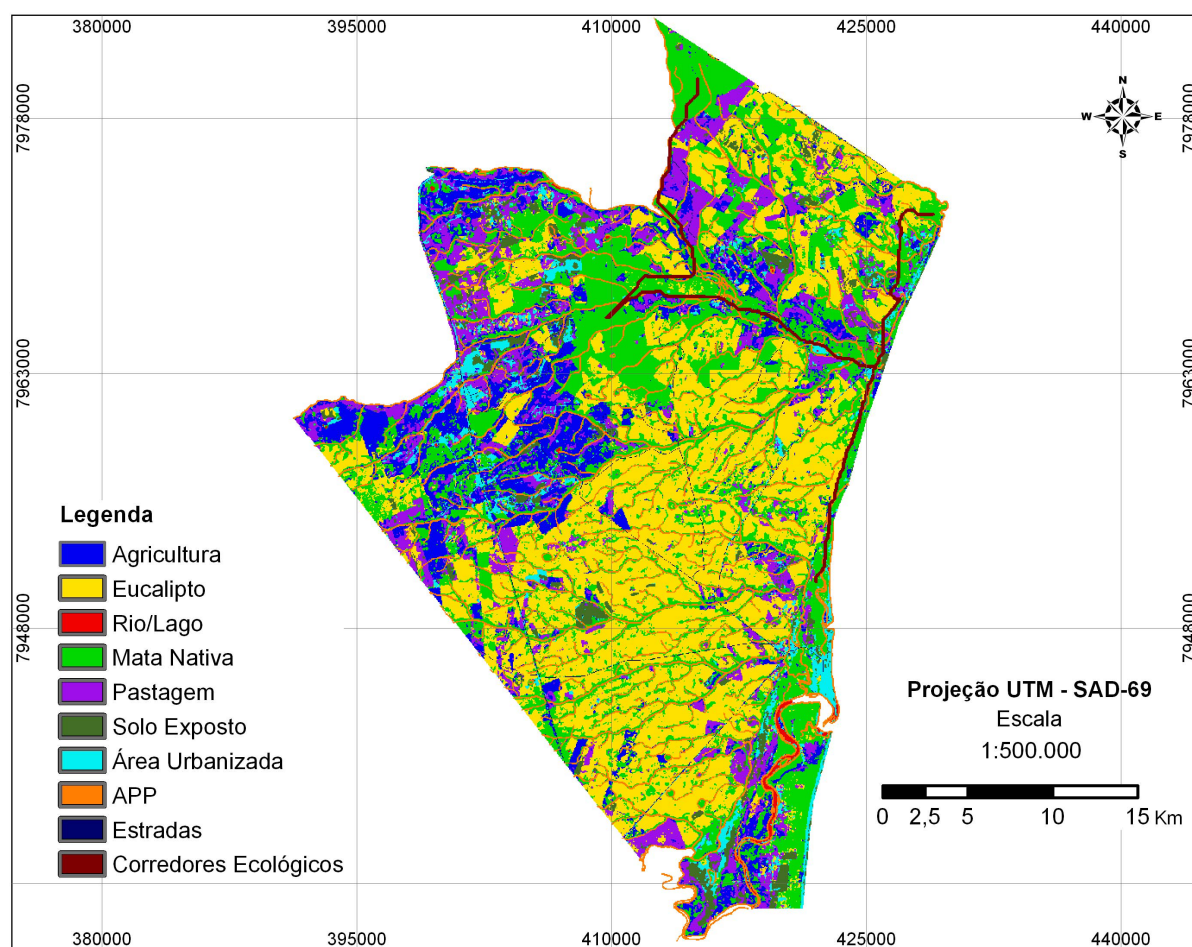 380000 395000 410000 425000 440000
N
W E
S
7978000 7978000
7963000 7963000
7948000 7948000
Legenda
Agricultura
Eucalipto
Rio/Lago
Mata Nativa
Pastagem
Solo Exposto
Área Urbanizada
APP
Estradas
Corredores Ecológicos
Projeção UTM - SAD-69
Escala
1:500.000
0 2,5 5 10 15 Km
380000 395000 410000 425000 440000